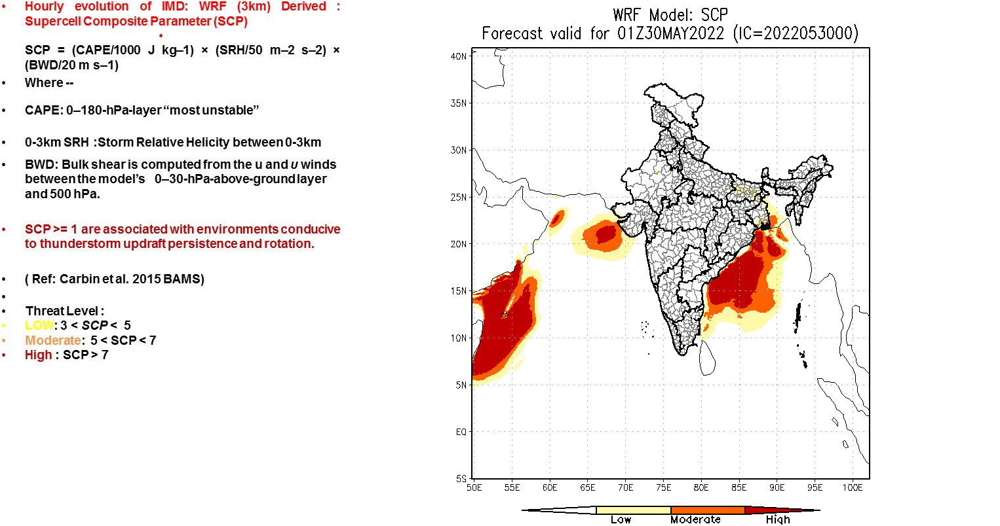 Hourly evolution of IMD: WRF (3km) Derived :
Supercell Composite Parameter (SCP)
SCP = (CAPE/1000 J kg–1) × (SRH/50 m–2 s–2) ×
(BWD/20 m s–1)
Where --
CAPE: 0–180-hPa-layer “most unstable”
0-3km SRH :Storm Relative Helicity between 0-3km
BWD: Bulk shear is computed from the u and υ winds
between the model’s 0–30-hPa-above-ground layer
and 500 hPa.
SCP >= 1 are associated with environments conducive
to thunderstorm updraft persistence and rotation.
( Ref: Carbin et al. 2015 BAMS)
Threat Level :
LOW: 3 < SCP < 5
Moderate: 5 < SCP < 7
High : SCP > 7
WRF Model: SCP
Forecast valid for 01Z30MAY2022 (IC=2022053000)
40N
35N
30N
25N
20N
15N
10N
5N
EQ
5S
50E 55E 60E 65E 70E 75E 80E 85E 90E 95E 100E
Low Moderate High